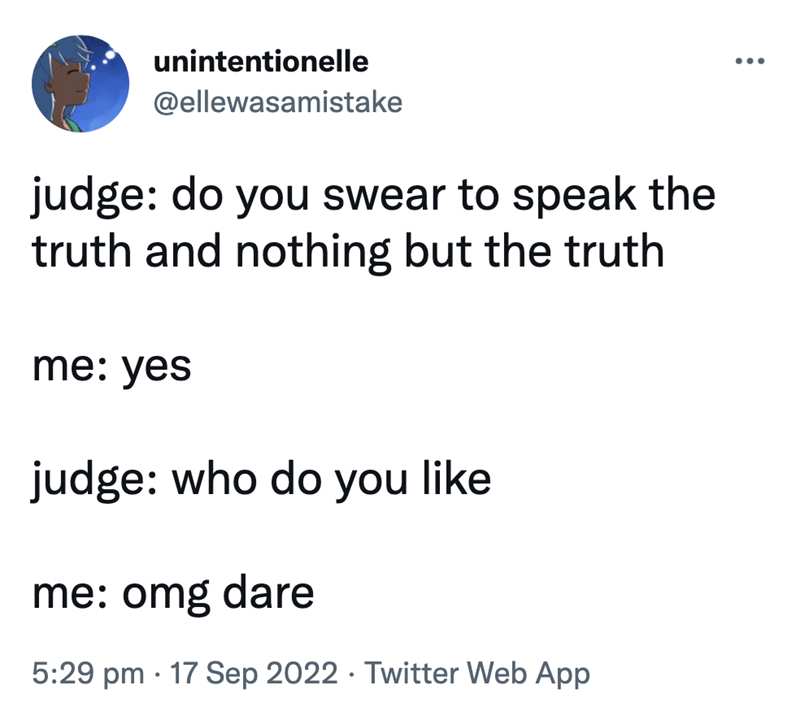 unintentionelle
@ellewasamistake
judge: do you swear to speak the
truth and nothing but the truth
me: yes
judge: who do you like
me: omg dare
5:29 pm · 17 Sep 2022 · Twitter Web App